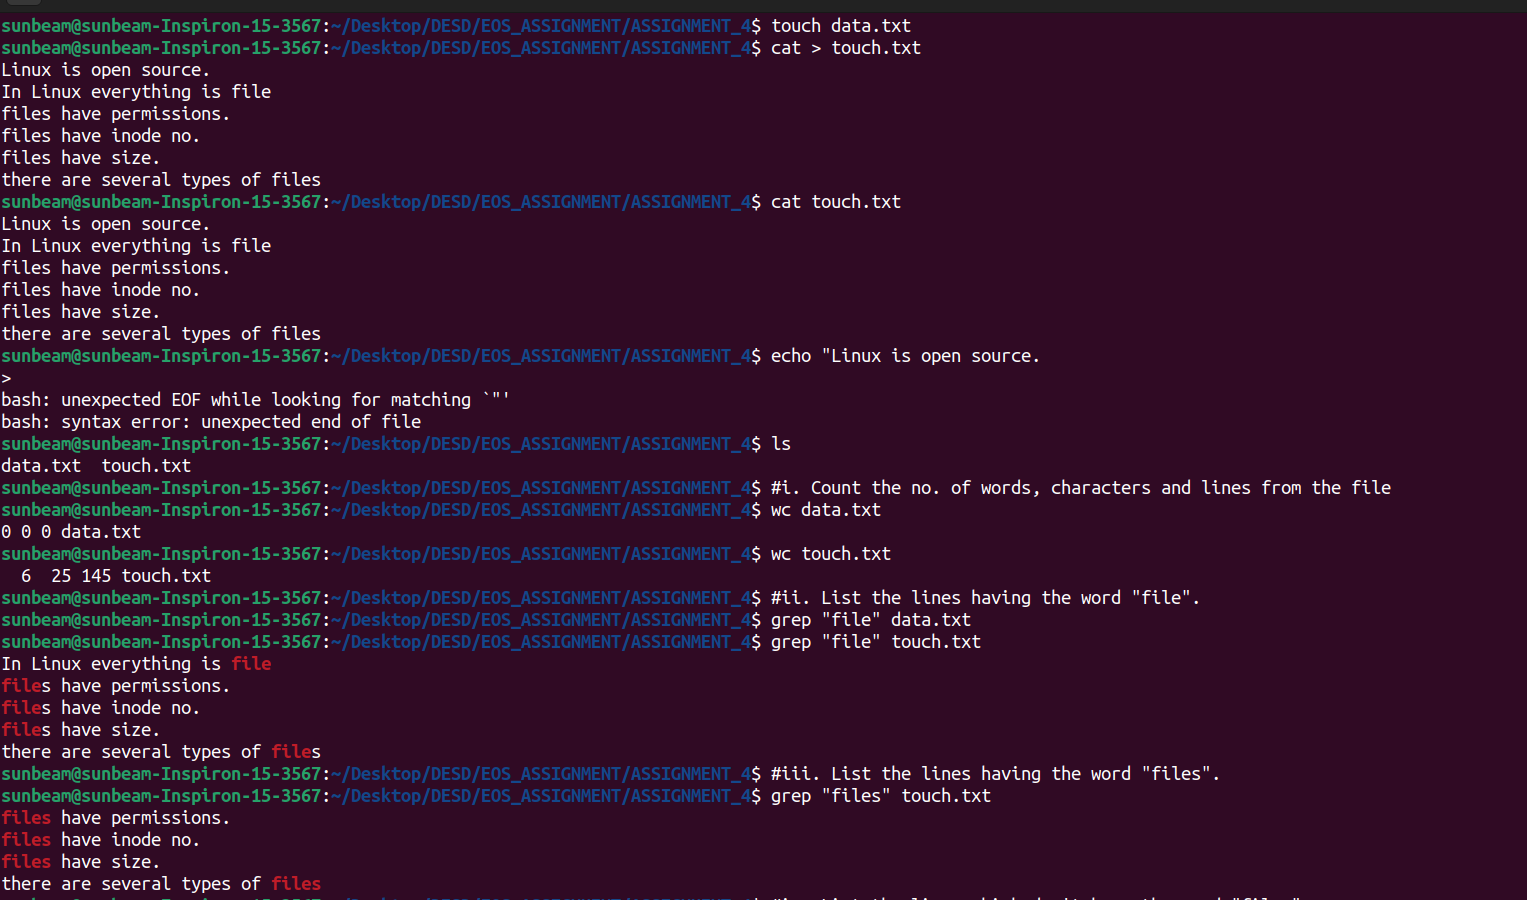 sunbeam@sunbeam-Inspiron-15-3567:~/Desktop/DESD/EOS_ASSIGNMENT/ASSIGNMENT_4$ touch data.txt
sunbeam@sunbeam-Inspiron-15-3567:~/Desktop/DESD/EOS_ASSIGNMENT/ASSIGNMENT_4$ cat > touch.txt
Linux is open source.
In Linux everything is file
files have permissions.
files have inode no.
files have size.
there are several types of files
sunbeam@sunbeam-Inspiron-15-3567:~/Desktop/DESD/EOS_ASSIGNMENT/ASSIGNMENT_4$ cat touch.txt
Linux is open source.
In Linux everything is file
files have permissions.
files have inode no.
files have size.
there are several types of files
sunbeam@sunbeam-Inspiron-15-3567:~/Desktop/DESD/EOS_ASSIGNMENT/ASSIGNMENT_4$ echo "Linux is open source.
>
bash: unexpected EOF while looking for matching `"'
bash: syntax error: unexpected end of file
sunbeam@sunbeam-Inspiron-15-3567:~/Desktop/DESD/EOS_ASSIGNMENT/ASSIGNMENT_4$ ls
data.txt  touch.txt
sunbeam@sunbeam-Inspiron-15-3567:~/Desktop/DESD/EOS_ASSIGNMENT/ASSIGNMENT_4$ #i. Count the no. of words, characters and lines from the file
sunbeam@sunbeam-Inspiron-15-3567:~/Desktop/DESD/EOS_ASSIGNMENT/ASSIGNMENT_4$ wc data.txt
0 0 0 data.txt
sunbeam@sunbeam-Inspiron-15-3567:~/Desktop/DESD/EOS_ASSIGNMENT/ASSIGNMENT_4$ wc touch.txt
  6  25 145 touch.txt
sunbeam@sunbeam-Inspiron-15-3567:~/Desktop/DESD/EOS_ASSIGNMENT/ASSIGNMENT_4$ #ii. List the lines having the word "file".
sunbeam@sunbeam-Inspiron-15-3567:~/Desktop/DESD/EOS_ASSIGNMENT/ASSIGNMENT_4$ grep "file" data.txt
sunbeam@sunbeam-Inspiron-15-3567:~/Desktop/DESD/EOS_ASSIGNMENT/ASSIGNMENT_4$ grep "file" touch.txt
In Linux everything is file
files have permissions.
files have inode no.
files have size.
there are several types of files
sunbeam@sunbeam-Inspiron-15-3567:~/Desktop/DESD/EOS_ASSIGNMENT/ASSIGNMENT_4$ #iii. List the lines having the word "files".
sunbeam@sunbeam-Inspiron-15-3567:~/Desktop/DESD/EOS_ASSIGNMENT/ASSIGNMENT_4$ grep "files" touch.txt
files have permissions.
files have inode no.
files have size.
there are several types of files